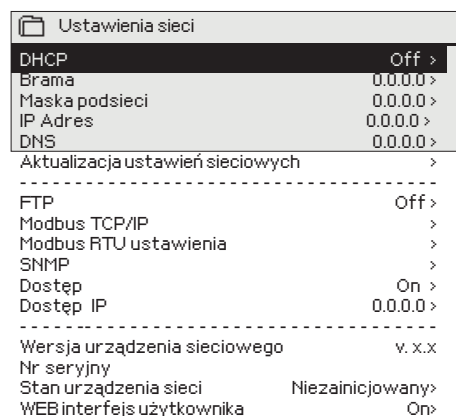 Ustawienia sieci
DHCP Off >
Brama 0.0.0.0 >
Maska podsieci 0.0.0.0 >
IP Adres 0.0.0.0 >
DNS 0.0.0.0 >
Aktualizacja ustawień sieciowych >
FTP Off >
Modbus TCP/IP >
Modbus RTU ustawienia >
SNMP >
Dostęp On >
Dostęp IP 0.0.0.0 >
Wersja urządzenia sieciowego v. x.x
Nr seryjny
Stan urządzenia sieci Niezainicjowany>
WEB interfejs użytkownika On>